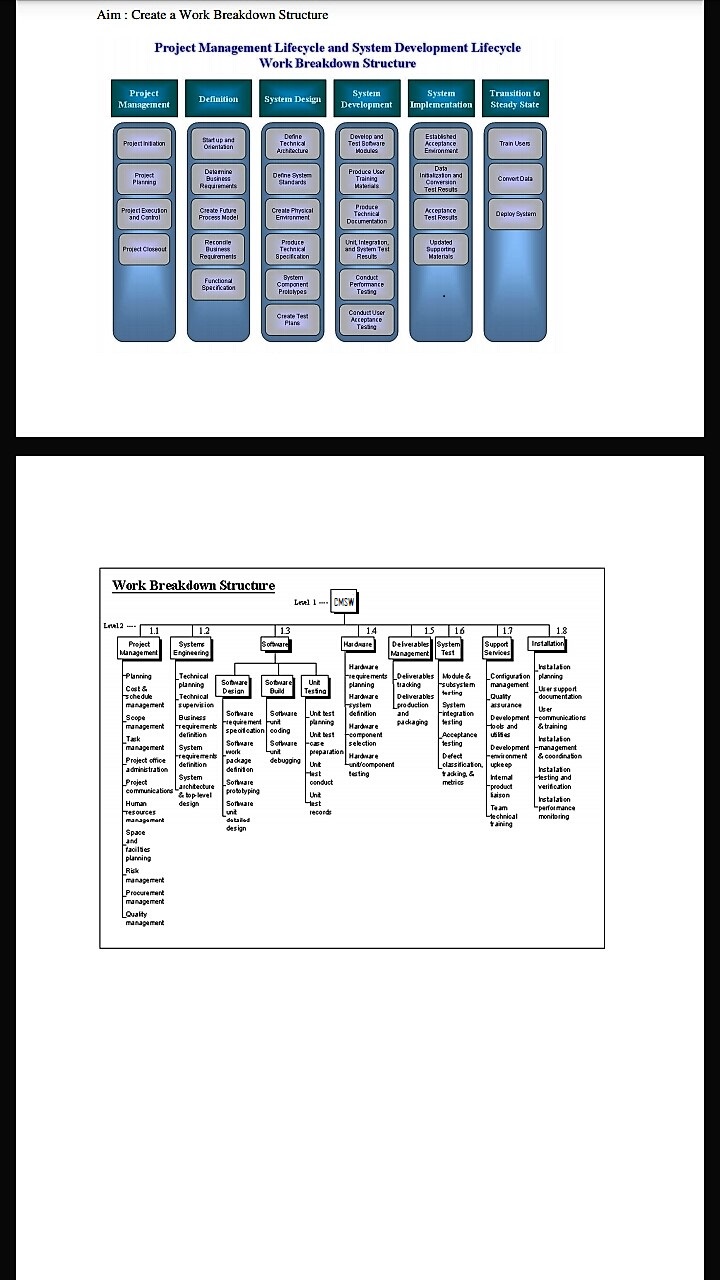 Aim : Create a Work Breakdown Structure
Project Management Lifecycle and System Development Lifecycle
Work Breakdown Structure
Project
Management
Project Initiation
Project
Planning
Project Execution
and Control
Project Closeout
Definition
Start up and
Orientation
Determine
Business
Requirements
Create Future
Process Model
Reconcile
Business
Requirements
Functional
Specification
System Design
Define
Technical
Architecture
Define System
Standards
Create Physical
Environment
Produce
Technical
Specification
System
Component
Prototypes
Create Test
Plans
System
Development
Develop and
Test Software
Modules
Produce User
Training
Materials
Produce
Technical
Documentation
Unit, Integration,
and System Test
Results
Conduct
Performance
Testing
Conduct User
Acceptance
Testing
System
Implementation
Established
Acceptance
Environment
Data
Initialization and
Conversion
Test Results
Acceptance
Test Results
Updated
Supporting
Materials
Transition to
Steady State
Train Users
Convert Data
Deploy System
Work Breakdown Structure
Level 1 ---- DMSW
Level 2 ----
1.1
Project
Management
Planning
Cost &
schedule
management
Scope
management
Task
management
Project office
administration
Project
communications
Human
resources
management
Space
and
facilities
planning
Risk
management
Procurement
management
Quality
management
1.2
Systems
Engineering
Technical
planning
Technical
supervision
Business
requirements
definition
System
requirements
definition
System
architecture
& top-level
design
1.3
Software
Software
Design
Software
requirement
specification
Software
work
package
definition
Software
prototyping
Software
unit
detailed
design
Software
Build
Software
unit
coding
Software
unit
debugging
Unit
Testing
Unit test
planning
Unit test
case
preparation
Unit
test
conduct
Unit
test
records
1.4
Hardware
Hardware
requirements
planning
Hardware
system
definition
Hardware
component
selection
Hardware
unit/component
testing
1.5
Deliverables
Management
Deliverables
tracking
Deliverables
production
and
packaging
1.6
System
Test
Module &
subsystem
testing
System
integration
testing
Acceptance
testing
Defect
classification,
tracking, &
metrics
1.7
Support
Services
Configuration
management
Quality
assurance
Development
tools and
utilities
Development
environment
upkeep
Internal
product
liaison
Team
technical
training
1.8
Installation
Installation
planning
User support
documentation
User
communications
& training
Installation
management
& coordination
Installation
testing and
verification
Installation
performance
monitoring